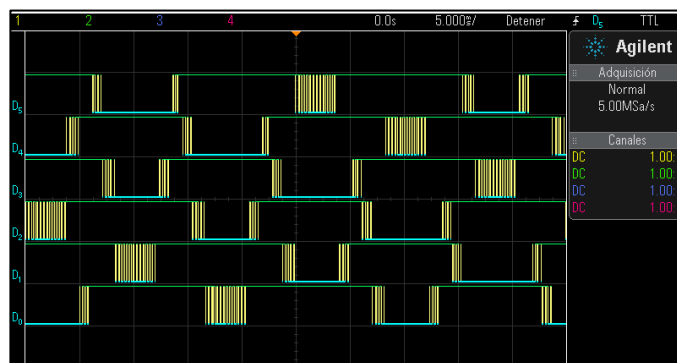 1 2 3 4 0.0s 5.000ms/ Detener D5 TTL
Agilent
Adquisición
Normal
5.00MSa/s
Canales
DC 1.00:
DC 1.00:
DC 1.00:
DC 1.00:
D5
D4
D3
D2
D1
D0